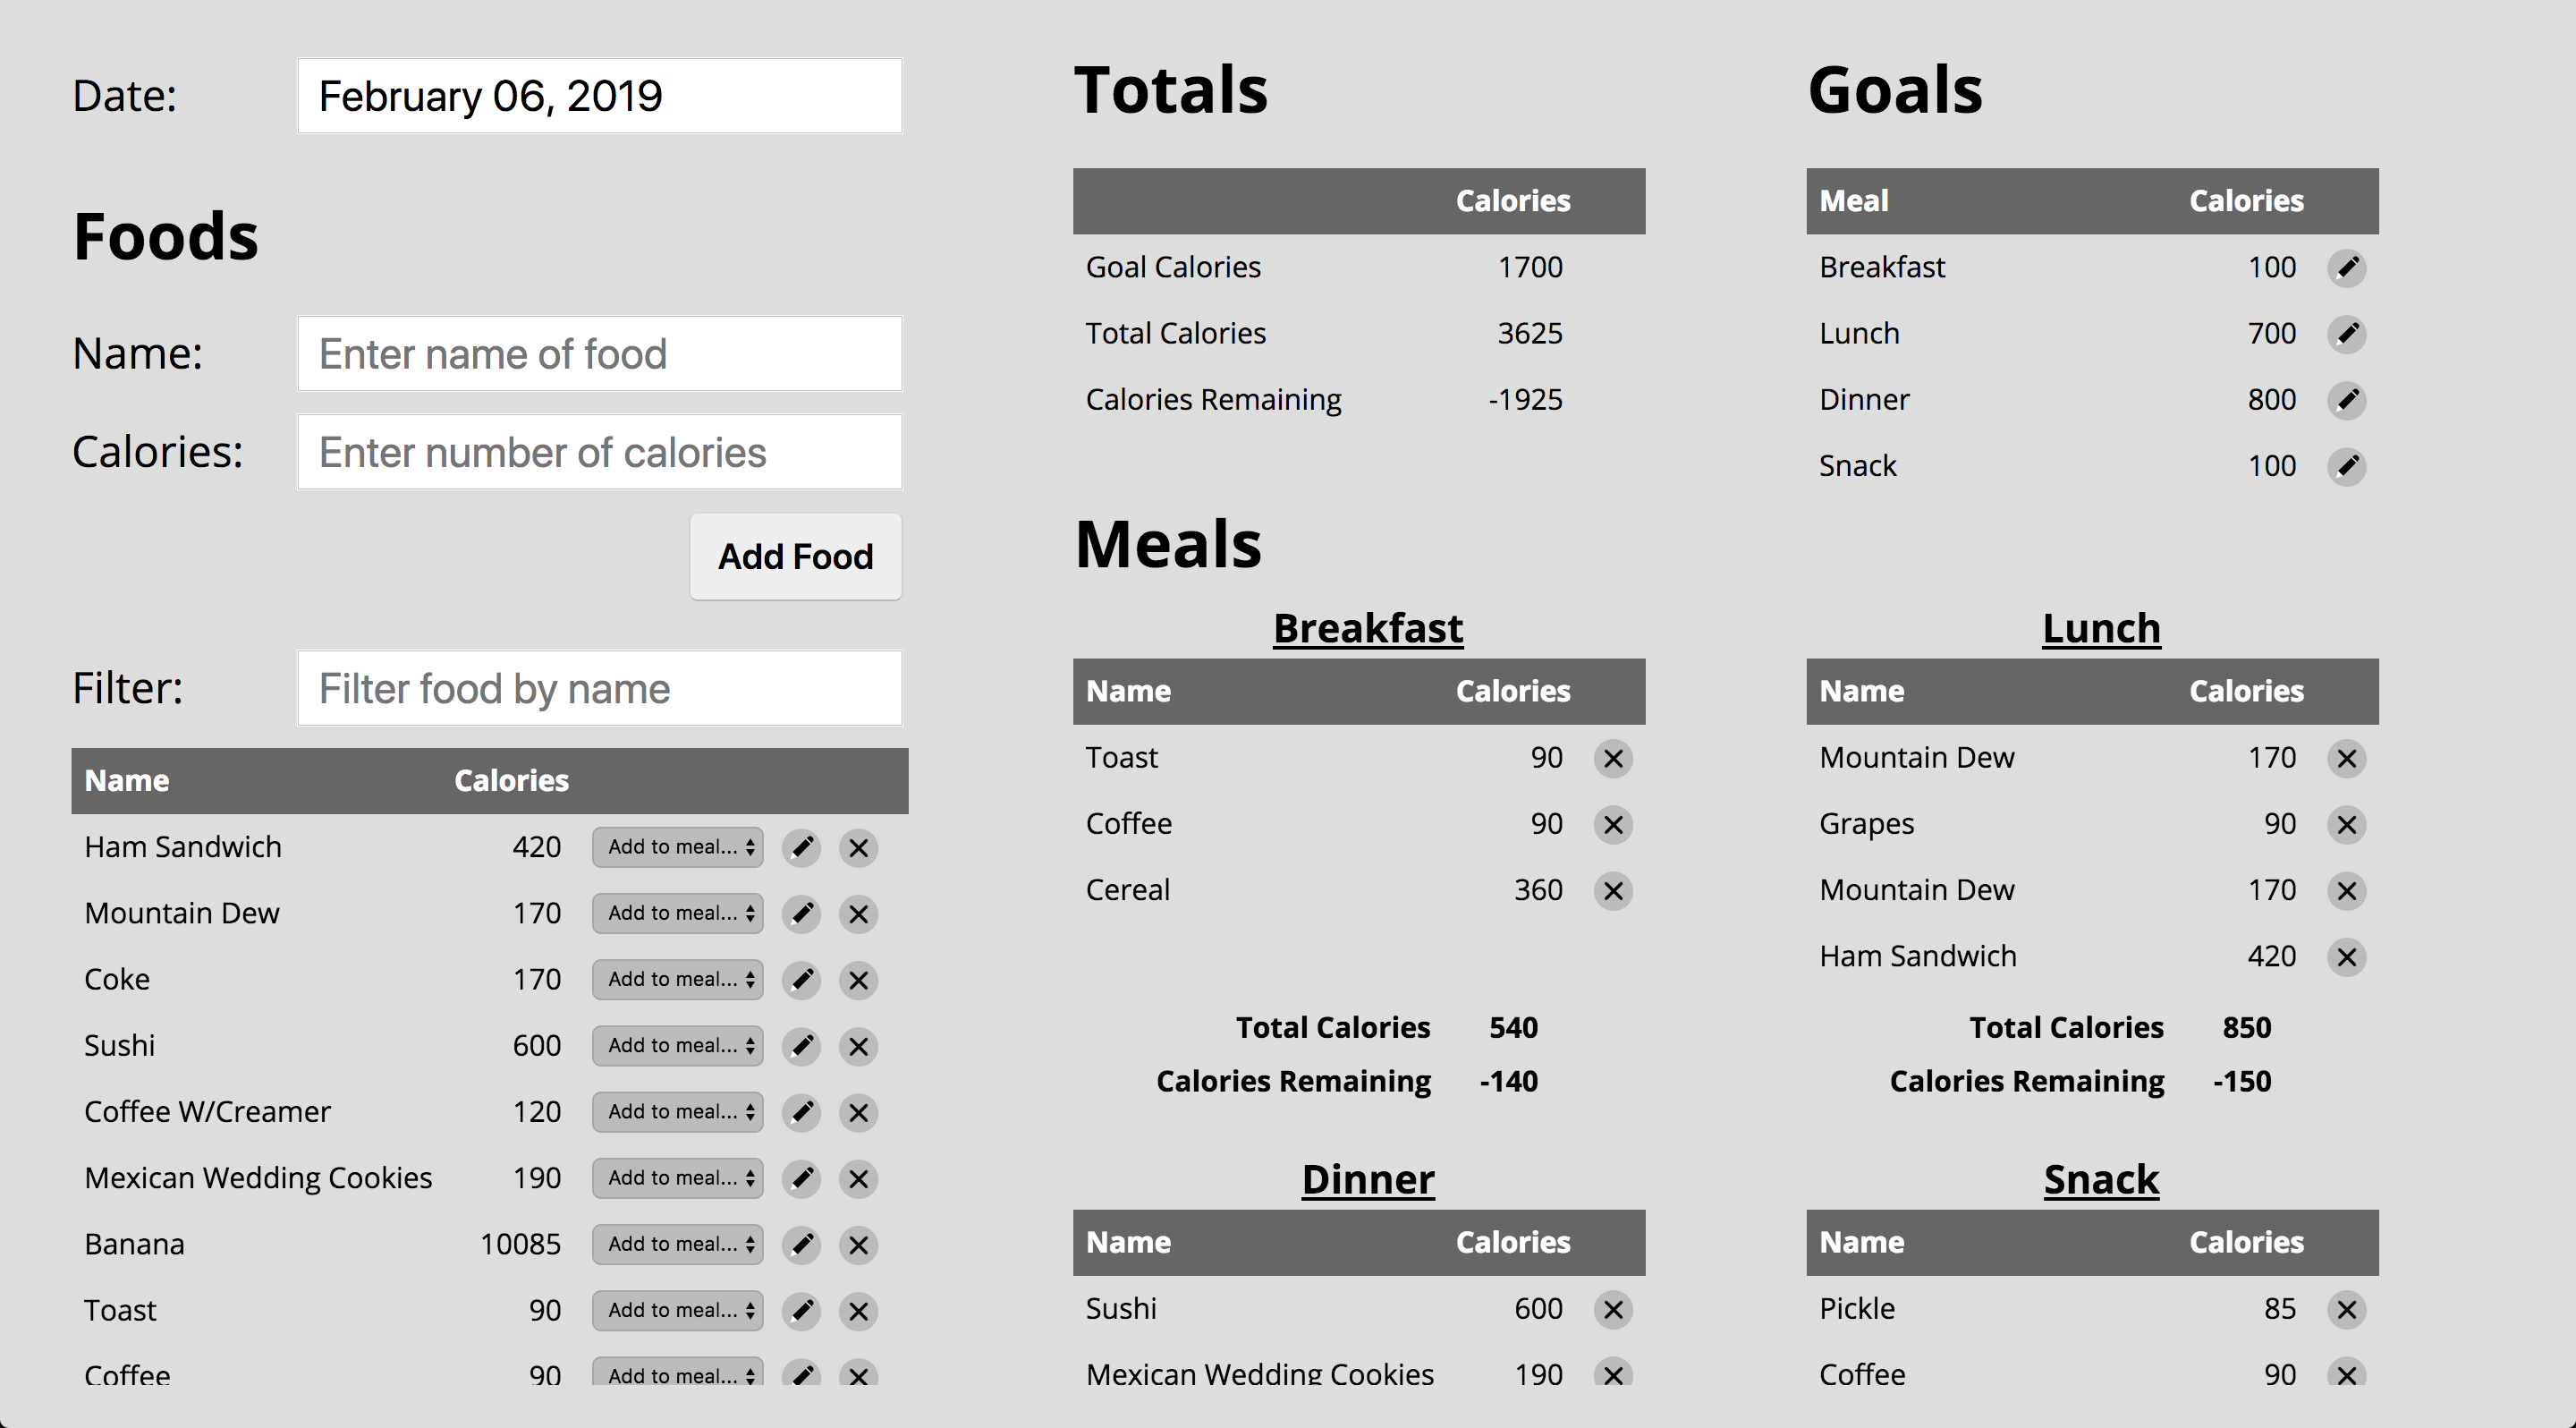 Date: February 06, 2019
Foods
Name: Enter name of food
Calories: Enter number of calories
Add Food
Filter: Filter food by name
Name Calories
Ham Sandwich 420 Add to meal...
Mountain Dew 170 Add to meal...
Coke 170 Add to meal...
Sushi 600 Add to meal...
Coffee W/Creamer 120 Add to meal...
Mexican Wedding Cookies 190 Add to meal...
Banana 10085 Add to meal...
Toast 90 Add to meal...
Coffee 90 Add to meal...
Totals
Calories
Goal Calories 1700
Total Calories 3625
Calories Remaining -1925
Goals
Meal Calories
Breakfast 100
Lunch 700
Dinner 800
Snack 100
Meals
Breakfast
Name Calories
Toast 90
Coffee 90
Cereal 360
Total Calories 540
Calories Remaining -140
Lunch
Name Calories
Mountain Dew 170
Grapes 90
Mountain Dew 170
Ham Sandwich 420
Total Calories 850
Calories Remaining -150
Dinner
Name Calories
Sushi 600
Mexican Wedding Cookies 190
Snack
Name Calories
Pickle 85
Coffee 90